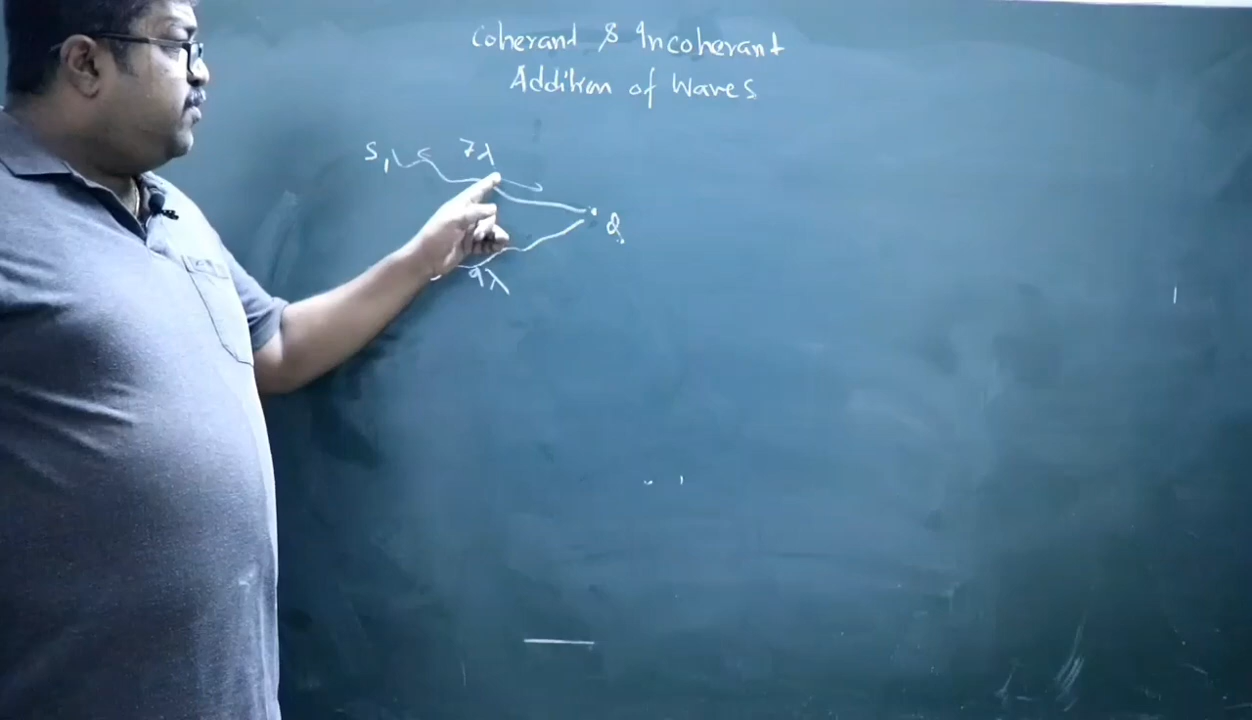 Coherant & Incoherant
Addition of Waves
S₁ 7λ
Q
9λ